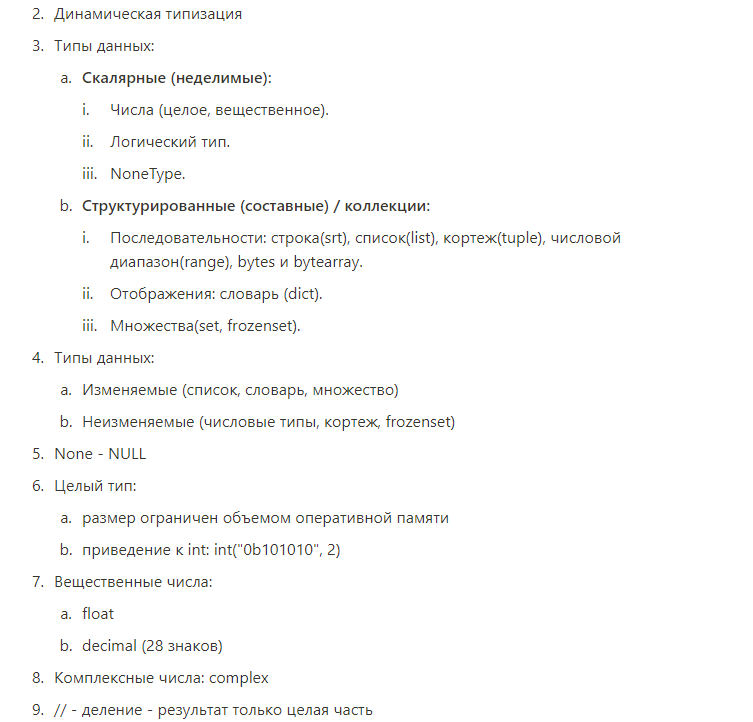 2. Динамическая типизация
3. Типы данных:
a. Скалярные (неделимые):
i. Числа (целое, вещественное).
ii. Логический тип.
iii. NoneType.
b. Структурированные (составные) / коллекции:
i. Последовательности: строка(srt), список(list), кортеж(tuple), числовой
диапазон(range), bytes и bytearray.
ii. Отображения: словарь (dict).
iii. Множества(set, frozenset).
4. Типы данных:
a. Изменяемые (список, словарь, множество)
b. Неизменяемые (числовые типы, кортеж, frozenset)
5. None - NULL
6. Целый тип:
a. размер ограничен объемом оперативной памяти
b. приведение к int: int("0b101010", 2)
7. Вещественные числа:
a. float
b. decimal (28 знаков)
8. Комплексные числа: complex
9. // - деление - результат только целая часть